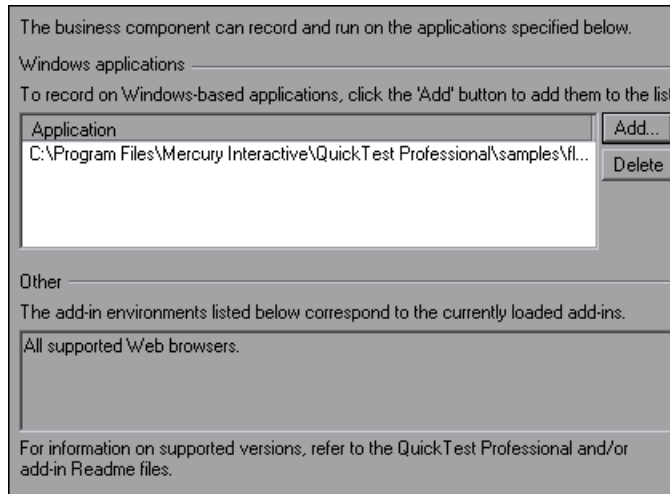 The business component can record and run on the applications specified below.
Windows applications
To record on Windows-based applications, click the 'Add' button to add them to the list
Application
Add...
C:\Program Files\Mercury Interactive\QuickTest Professional\samples\fl...
Delete
Other
The add-in environments listed below correspond to the currently loaded add-ins.
All supported Web browsers.
For information on supported versions, refer to the QuickTest Professional and/or
add-in Readme files.